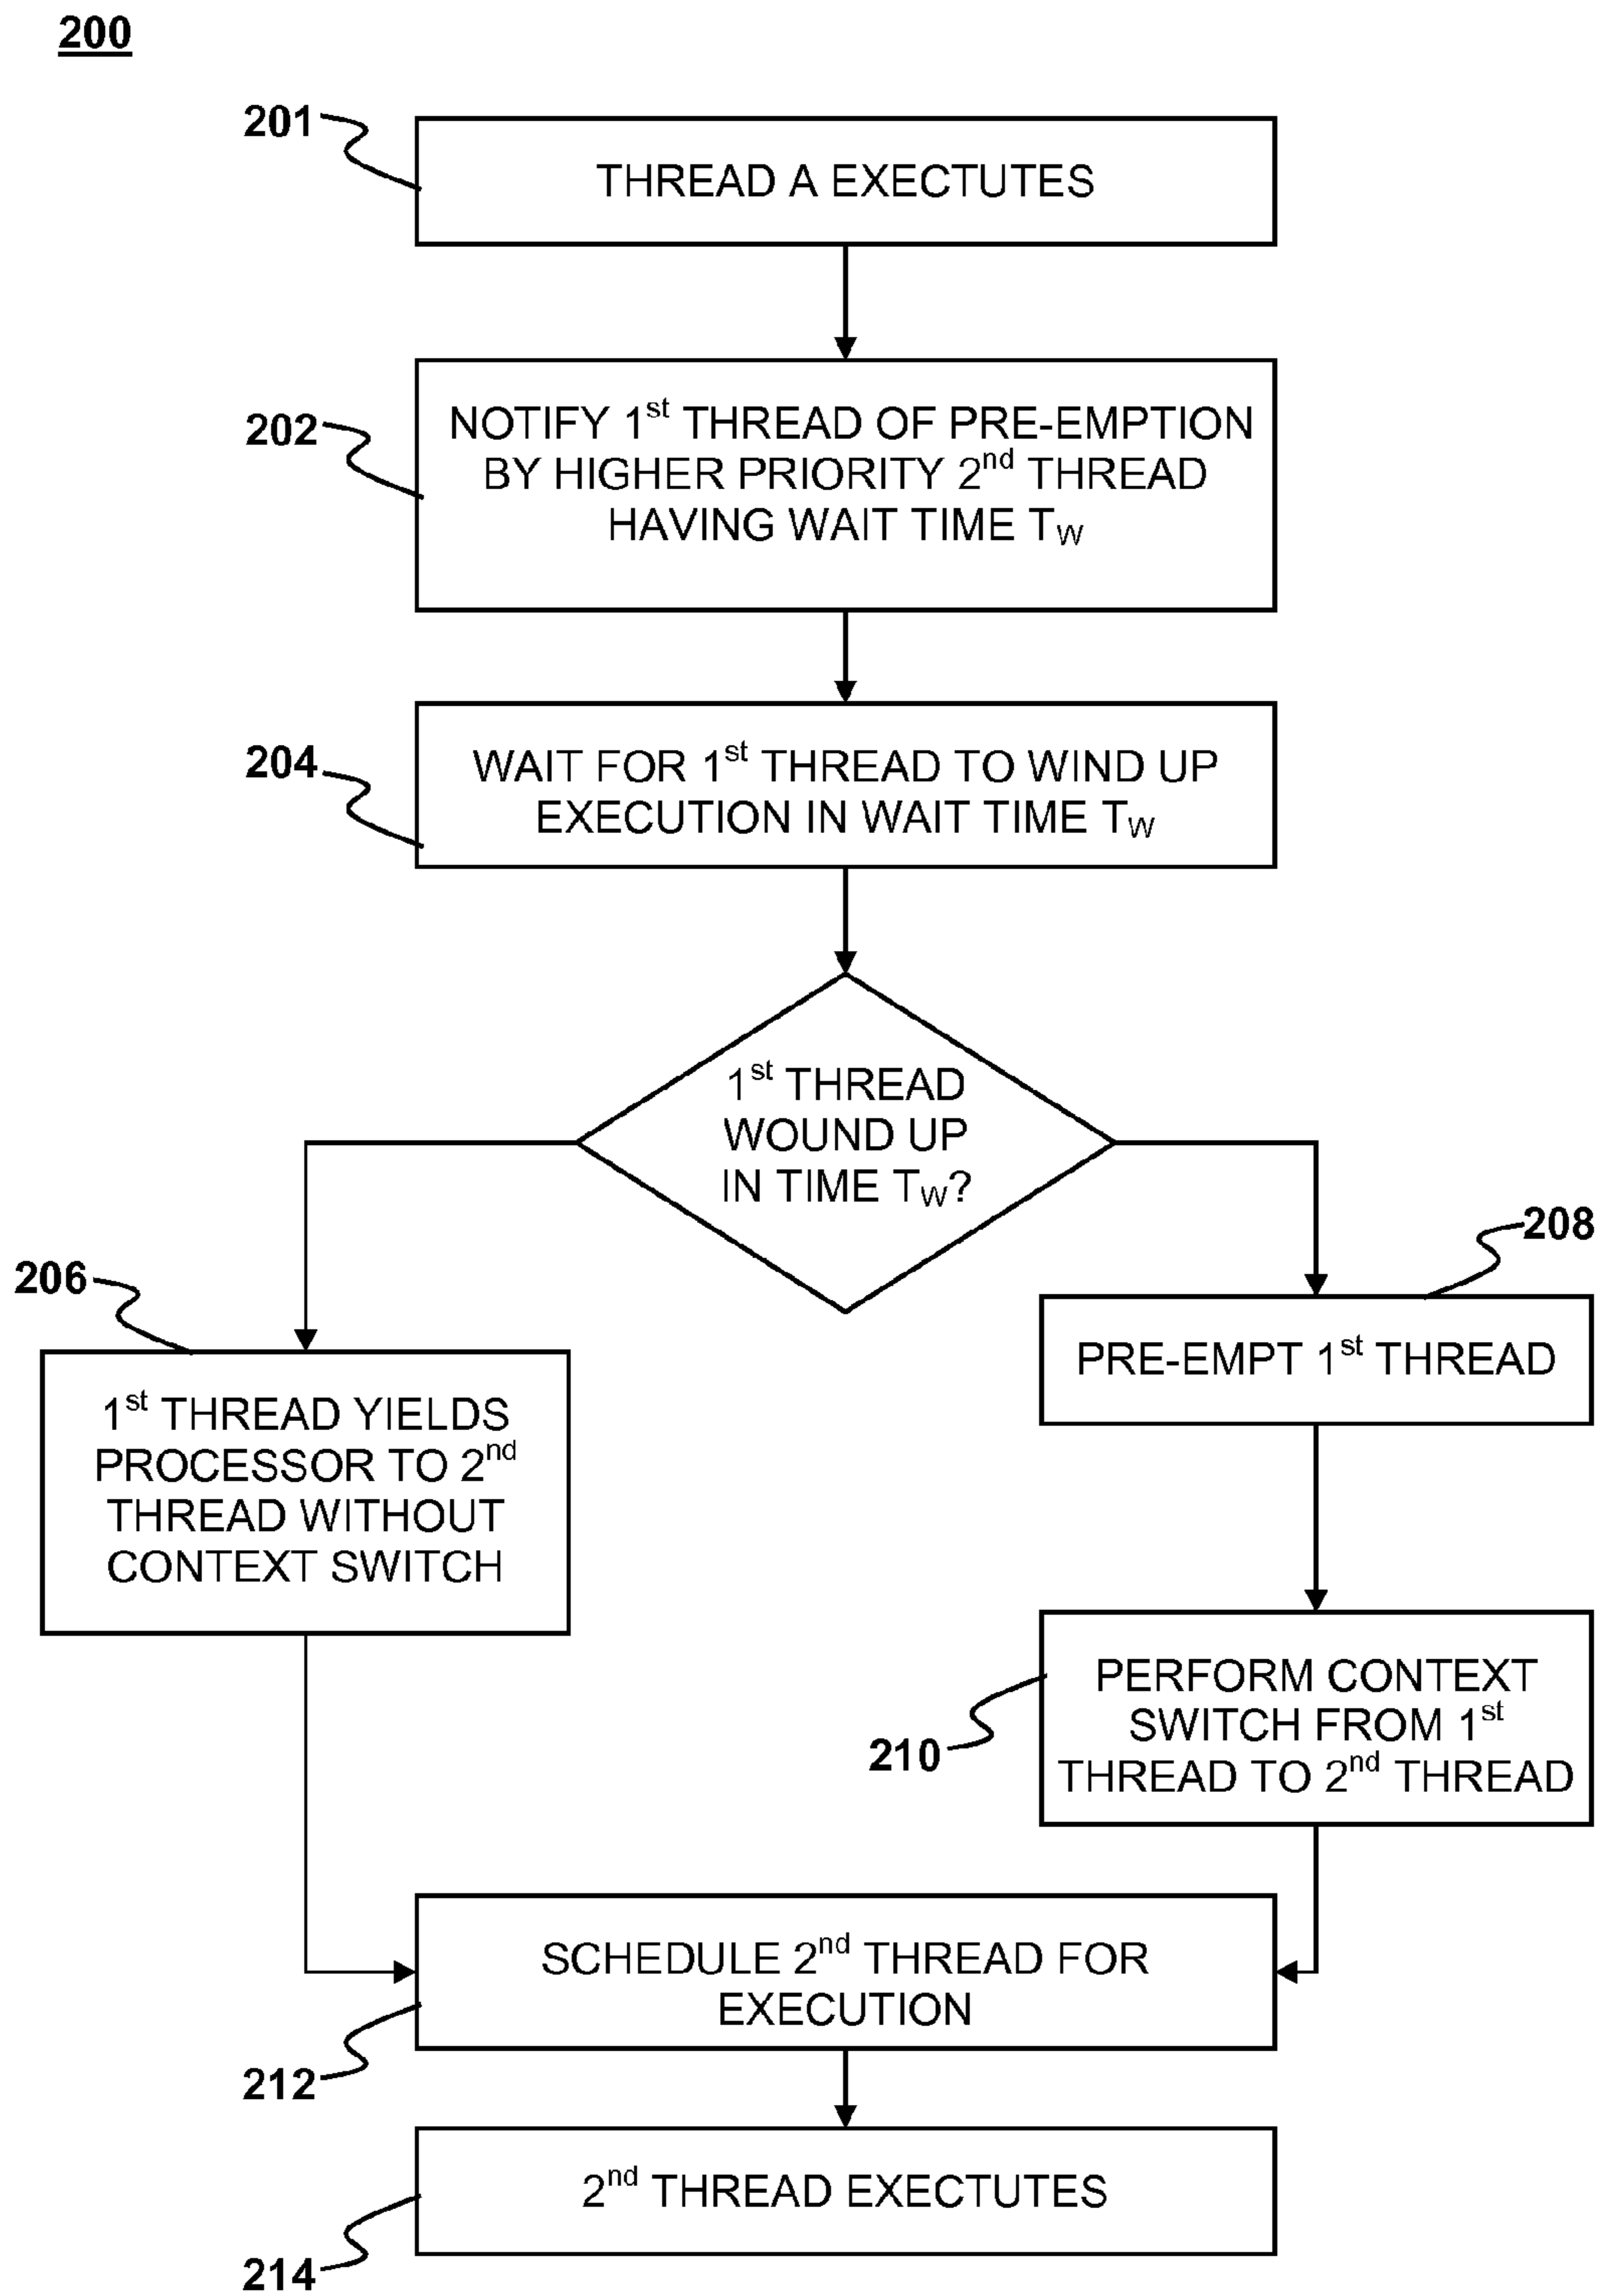 200
201
THREAD A EXECTUTES
202
NOTIFY 1st THREAD OF PRE-EMPTION
BY HIGHER PRIORITY 2nd THREAD
HAVING WAIT TIME TW
204
WAIT FOR 1st THREAD TO WIND UP
EXECUTION IN WAIT TIME TW
1st THREAD
WOUND UP
IN TIME TW?
206
1st THREAD YIELDS
PROCESSOR TO 2nd
THREAD WITHOUT
CONTEXT SWITCH
208
PRE-EMPT 1st THREAD
210
PERFORM CONTEXT
SWITCH FROM 1st
THREAD TO 2nd THREAD
SCHEDULE 2nd THREAD FOR
EXECUTION
212
2nd THREAD EXECTUTES
214